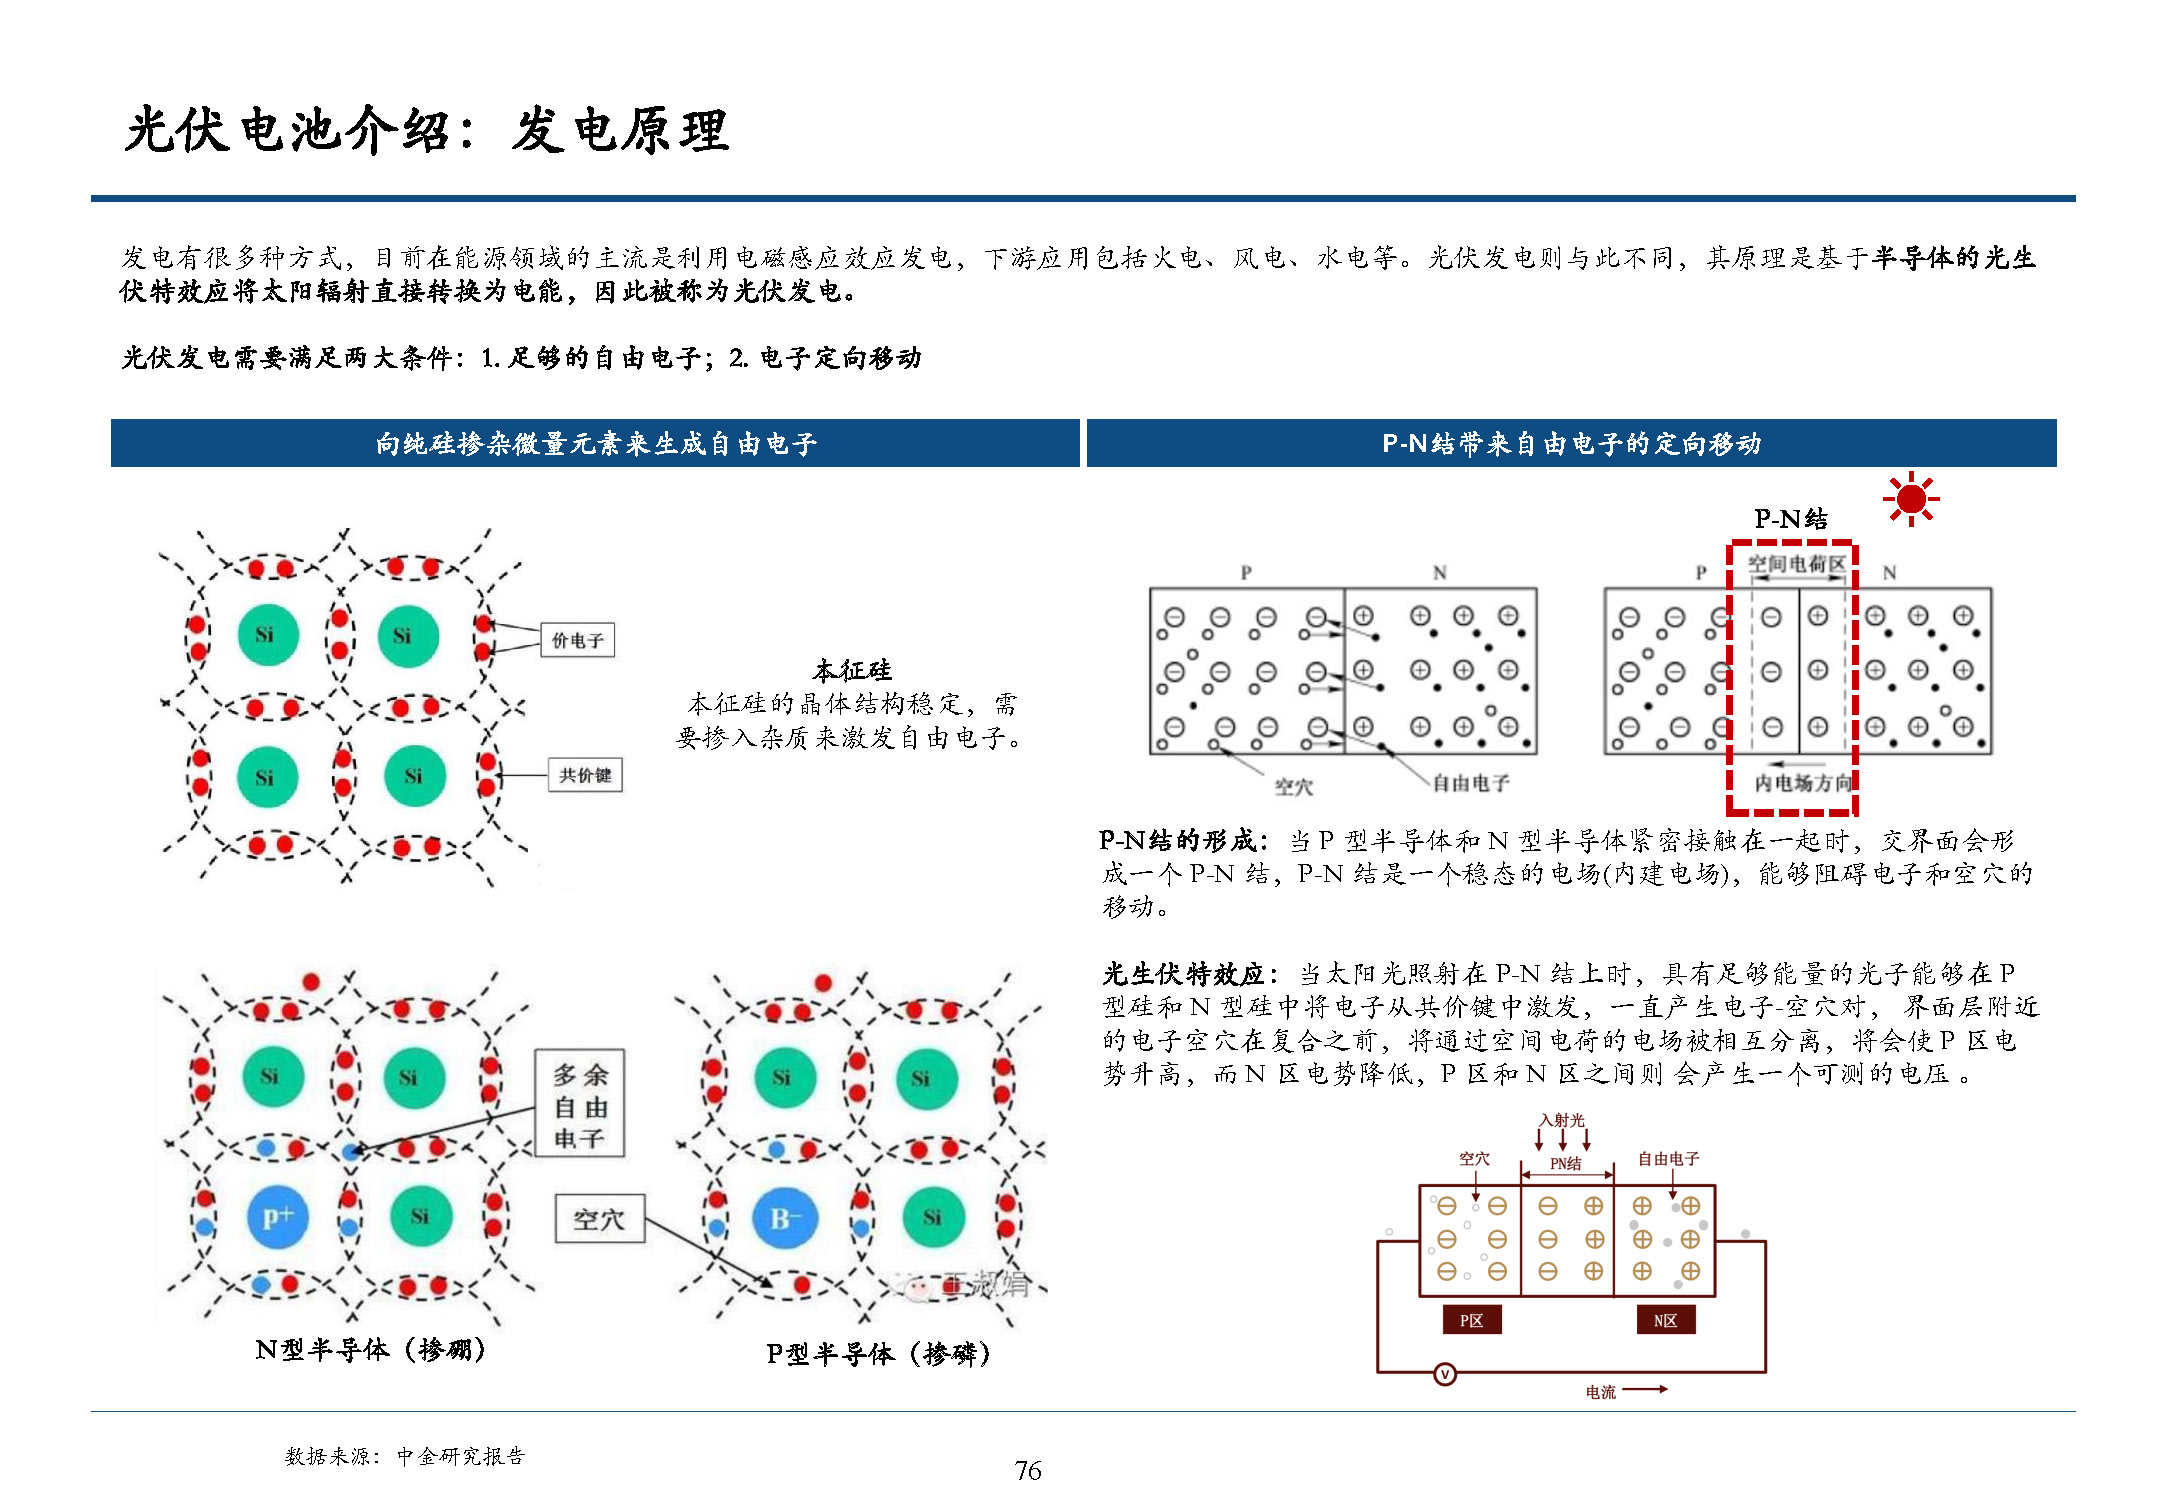 光伏电池介绍：发电原理
发电有很多种方式，目前在能源领域的主流是利用电磁感应效应发电，下游应用包括火电、风电、水电等。光伏发电则与此不同，其原理是基于半导体的光生
伏特效应将太阳辐射直接转换为电能，因此被称为光伏发电。
光伏发电需要满足两大条件：1. 足够的自由电子；2. 电子定向移动
向纯硅掺杂微量元素来生成自由电子
Si
Si
价电子
Si
Si
共价键
本征硅
本征硅的晶体结构稳定，需
要掺入杂质来激发自由电子。
Si
Si
多余
自由
电子
P+
Si
空穴
Si
Si
B-
Si
王淑娟
N型半导体（掺硼）
P型半导体（掺磷）
P-N结带来自由电子的定向移动
P-N结
P
N
空穴
自由电子
P
空间电荷区
N
内电场方向
P-N结的形成：当 P 型半导体和 N 型半导体紧密接触在一起时，交界面会形
成一个 P-N 结，P-N 结是一个稳态的电场(内建电场)，能够阻碍电子和空穴的
移动。
光生伏特效应：当太阳光照射在 P-N 结上时，具有足够能量的光子能够在 P
型硅和 N 型硅中将电子从共价键中激发，一直产生电子-空穴对， 界面层附近
的电子空穴在复合之前，将通过空间电荷的电场被相互分离，将会使 P 区电
势升高，而 N 区电势降低，P 区和 N 区之间则 会产生一个可测的电压 。
入射光
空穴
PN结
自由电子
P区
N区
V
电流
数据来源：中金研究报告
76